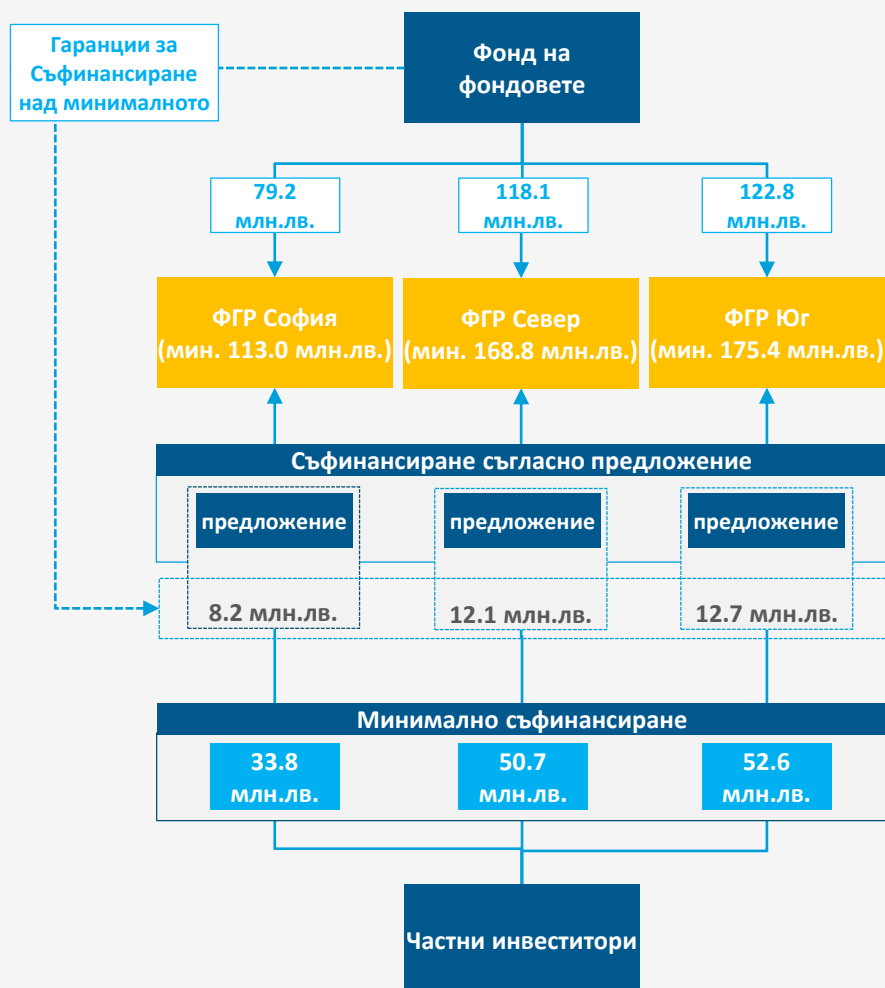 Гаранции за
Съфинансиране
над минималното
Фонд на
фондовете
79.2
млн.лв.
118.1
млн.лв.
122.8
млн.лв.
ФГР София
(мин. 113.0 млн.лв.)
ФГР Север
(мин. 168.8 млн.лв.)
ФГР Юг
(мин. 175.4 млн.лв.)
Съфинансиране съгласно предложение
предложение
предложение
предложение
8.2 млн.лв.
12.1 млн.лв.
12.7 млн.лв.
Минимално съфинансиране
33.8
млн.лв.
50.7
млн.лв.
52.6
млн.лв.
Частни инвеститори